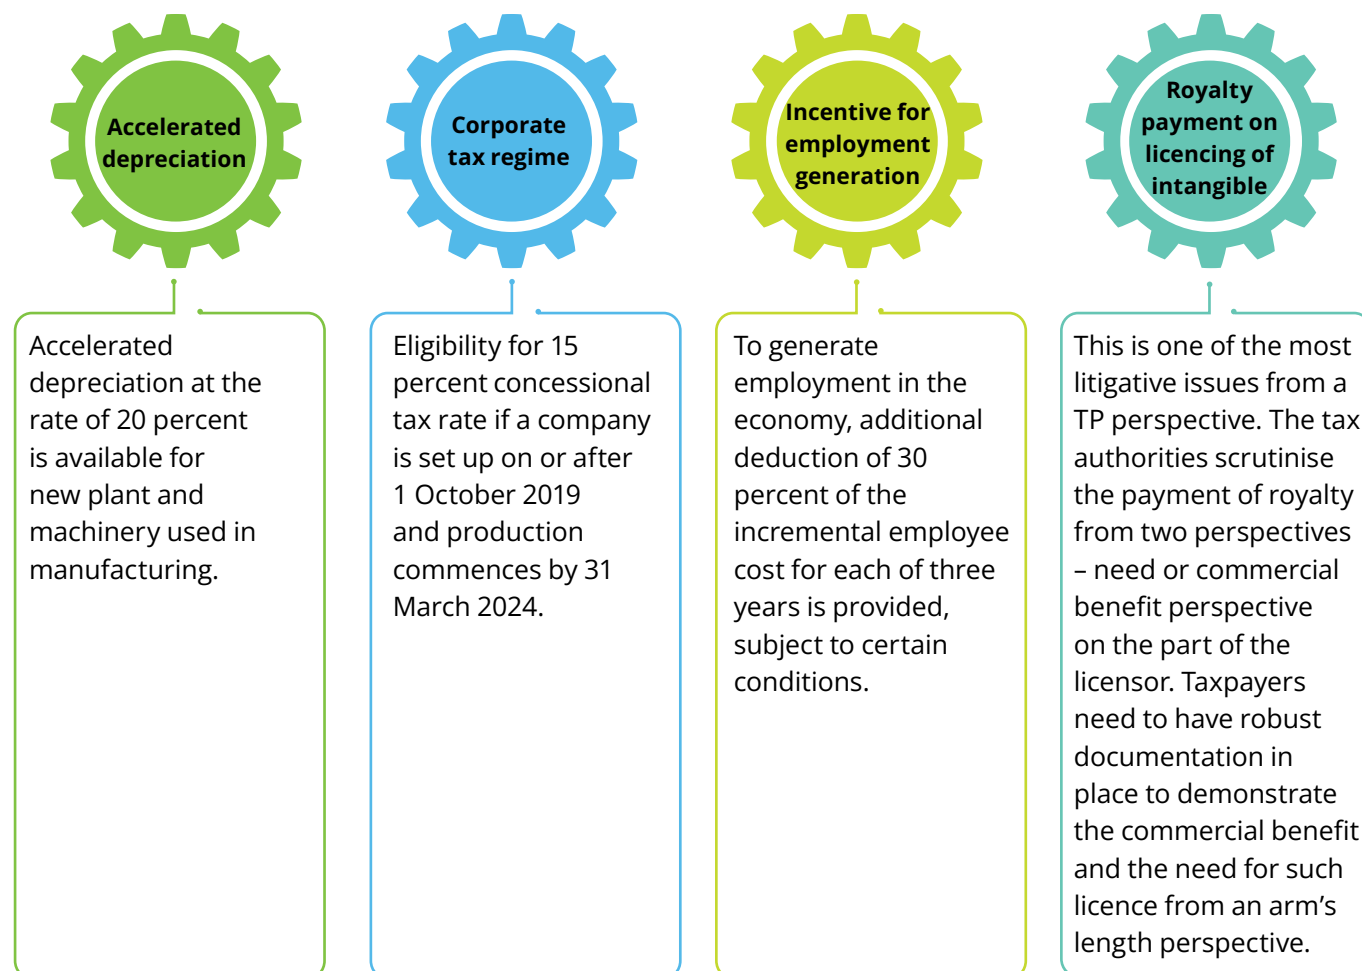 Accelerated
depreciation
Accelerated
depreciation at the
rate of 20 percent
is available for
new plant and
machinery used in
manufacturing.
Corporate
tax regime
Eligibility for 15
percent concessional
tax rate if a company
is set up on or after
1 October 2019
and production
commences by 31
March 2024.
Incentive for
employment
generation
To generate
employment in the
economy, additional
deduction of 30
percent of the
incremental employee
cost for each of three
years is provided,
subject to certain
conditions.
Royalty
payment on
licencing of
intangible
This is one of the most
litigative issues from a
TP perspective. The tax
authorities scrutinise
the payment of royalty
from two perspectives
– need or commercial
benefit perspective
on the part of the
licensor. Taxpayers
need to have robust
documentation in
place to demonstrate
the commercial benefit
and the need for such
licence from an arm’s
length perspective.